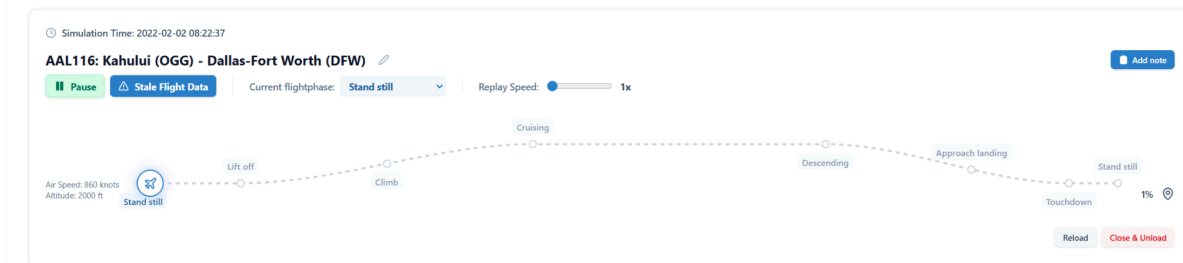 Simulation Time: 2022-02-02 08:22:37
AAL116: Kahului (OGG) - Dallas-Fort Worth (DFW)
Add note
Pause
Stale Flight Data
Current flightphase: Stand still
Replay Speed: 1x
Cruising
Lift off
Climb
Descending
Approach landing
Stand still
Air Speed: 860 knots
Altitude: 2000 ft
Stand still
Touchdown
1%
Reload
Close & Unload